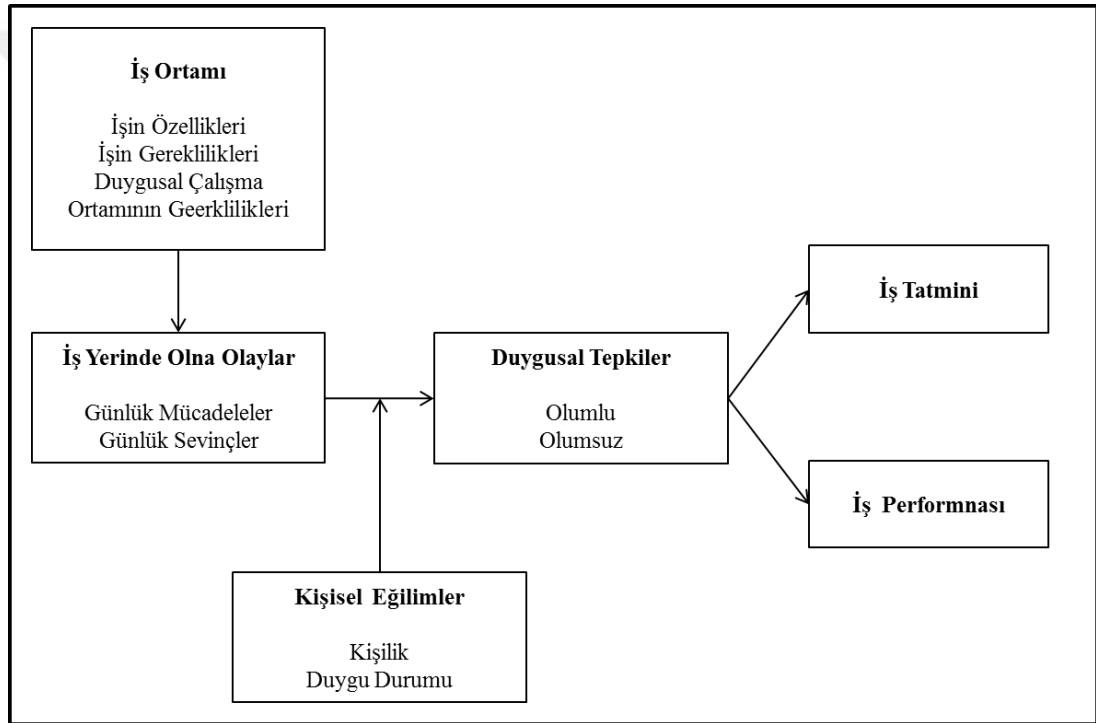 İş Ortamı
İşin Özellikleri
İşin Gereklilikleri
Duygusal Çalışma
Ortamının Geerklilikleri
İş Yerinde Olna Olaylar
Günlük Mücadeleler
Günlük Sevinçler
Duygusal Tepkiler
Olumlu
Olumsuz
İş Tatmini
İş Performnası
Kişisel Eğilimler
Kişilik
Duygu Durumu